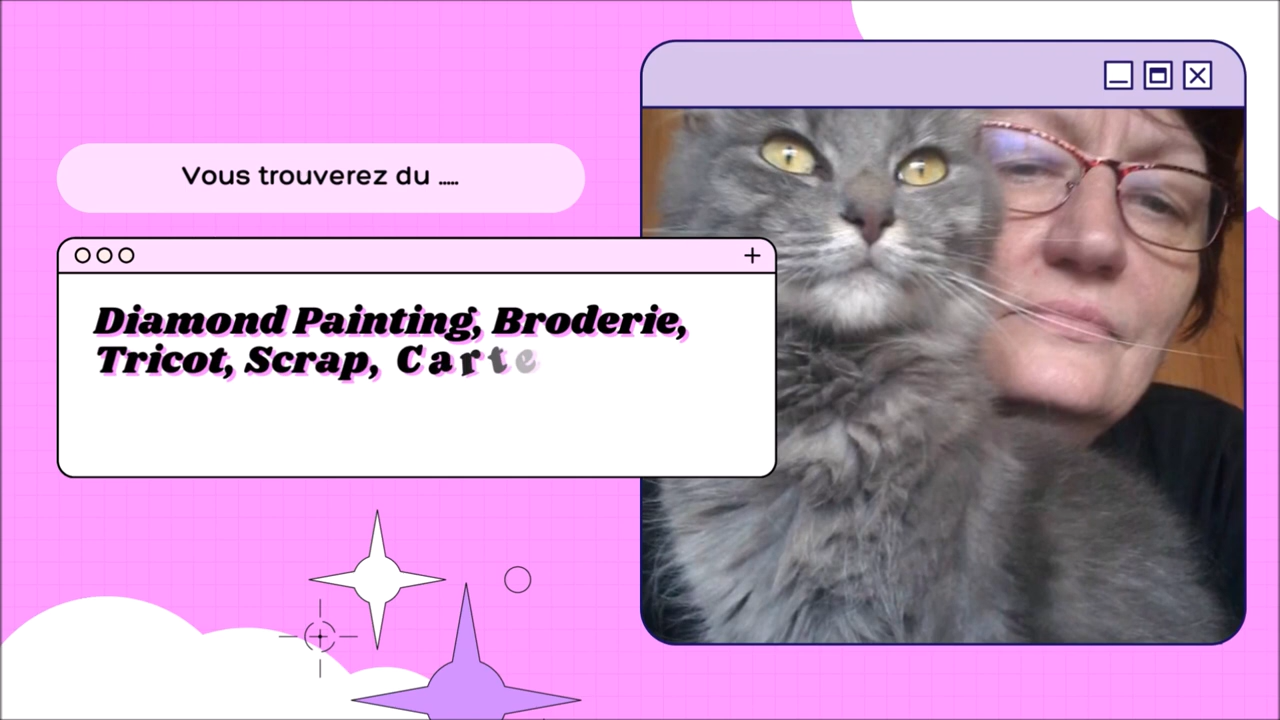 Vous trouverez du .....
Diamond Painting, Broderie,
Tricot, Scrap, Carte